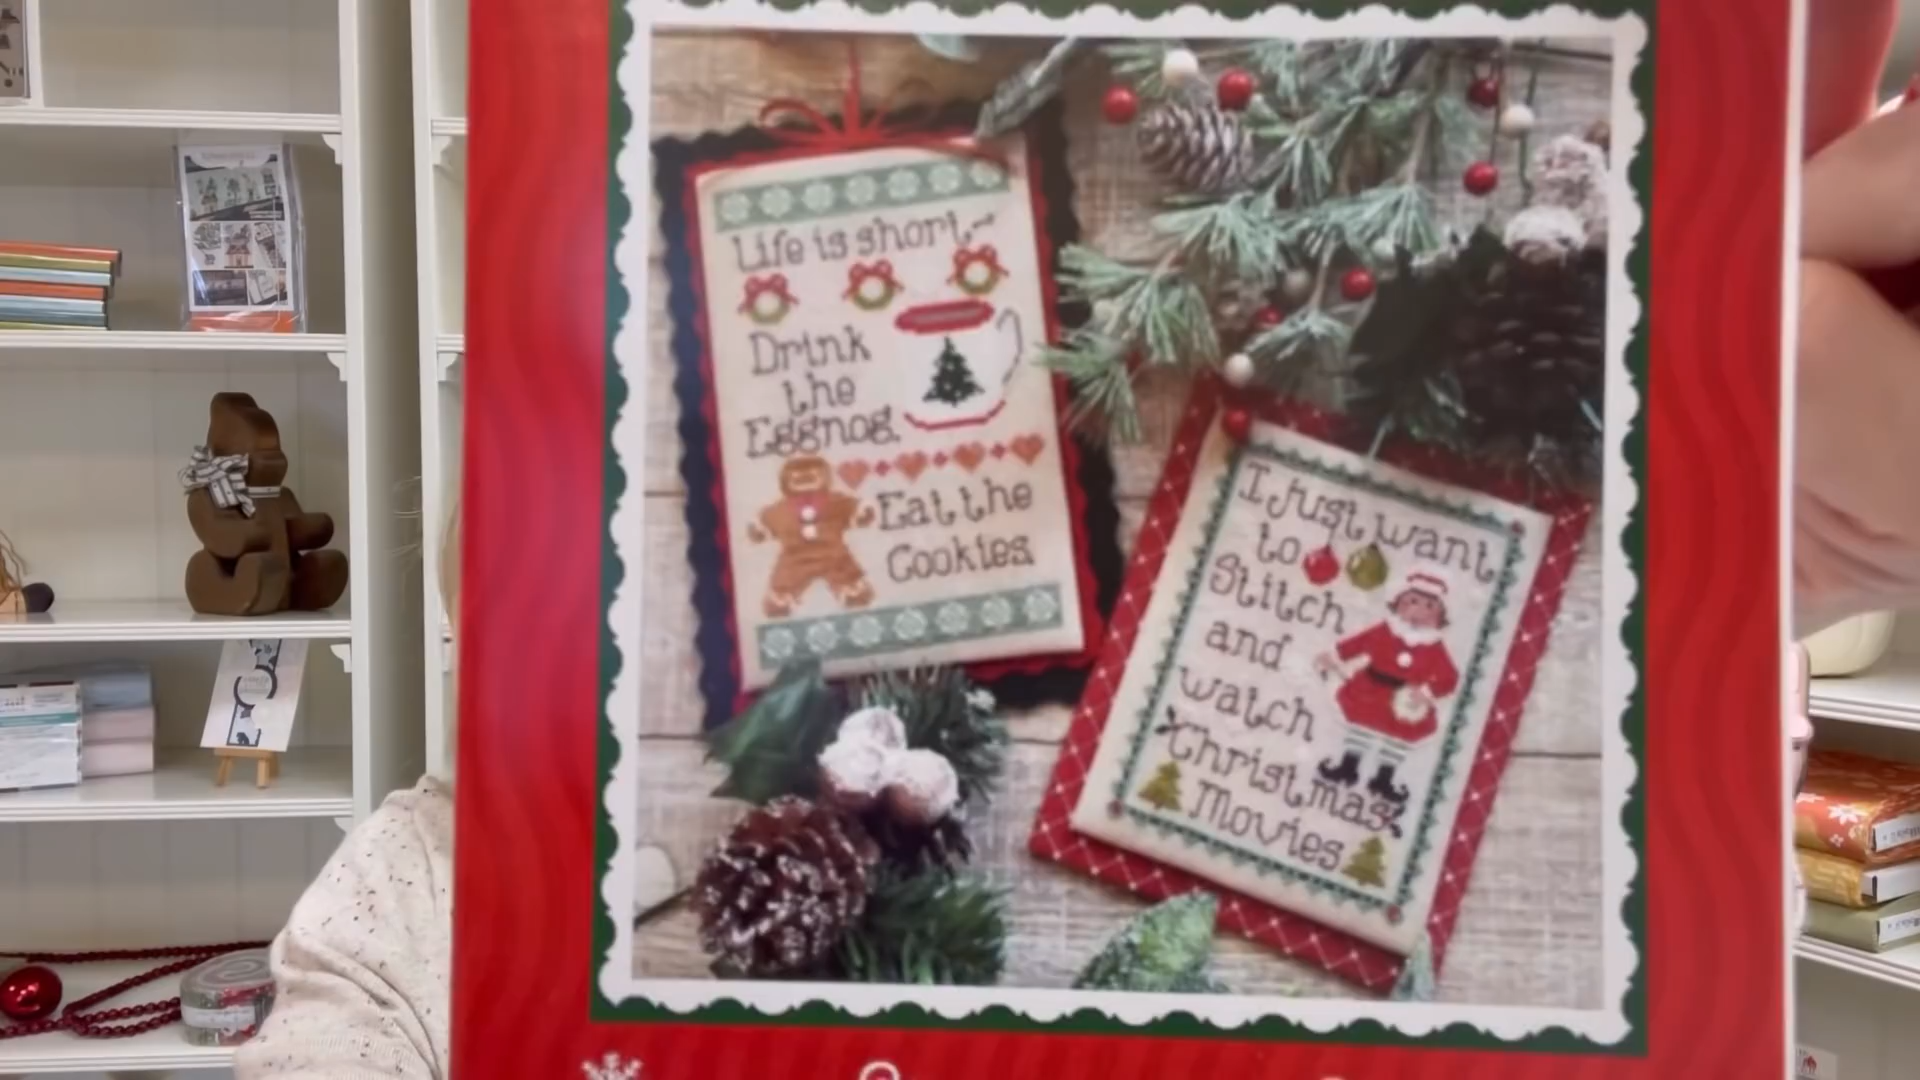 Life is short,
Drink
the
Eggnog.
Eat the
Cookies.
I just want
to
Stitch
and
watch
Christmas
Movies